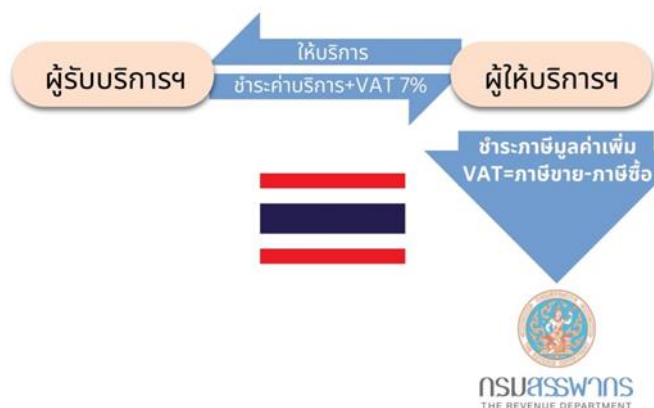 ให้บริการ
ผู้รับบริการฯ
ชำระค่าบริการ+VAT 7%
ผู้ให้บริการฯ
ชำระภาษีมูลค่าเพิ่ม
VAT=ภาษีขาย-ภาษีซื้อ
กรมสรรพากร
THE REVENUE DEPARTMENT